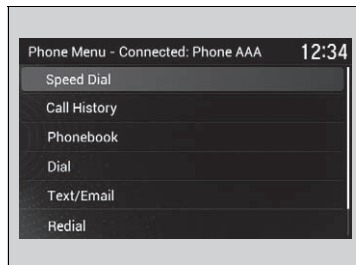 Phone Menu - Connected: Phone AAA 12:34
Speed Dial
Call History
Phonebook
Dial
Text/Email
Redial